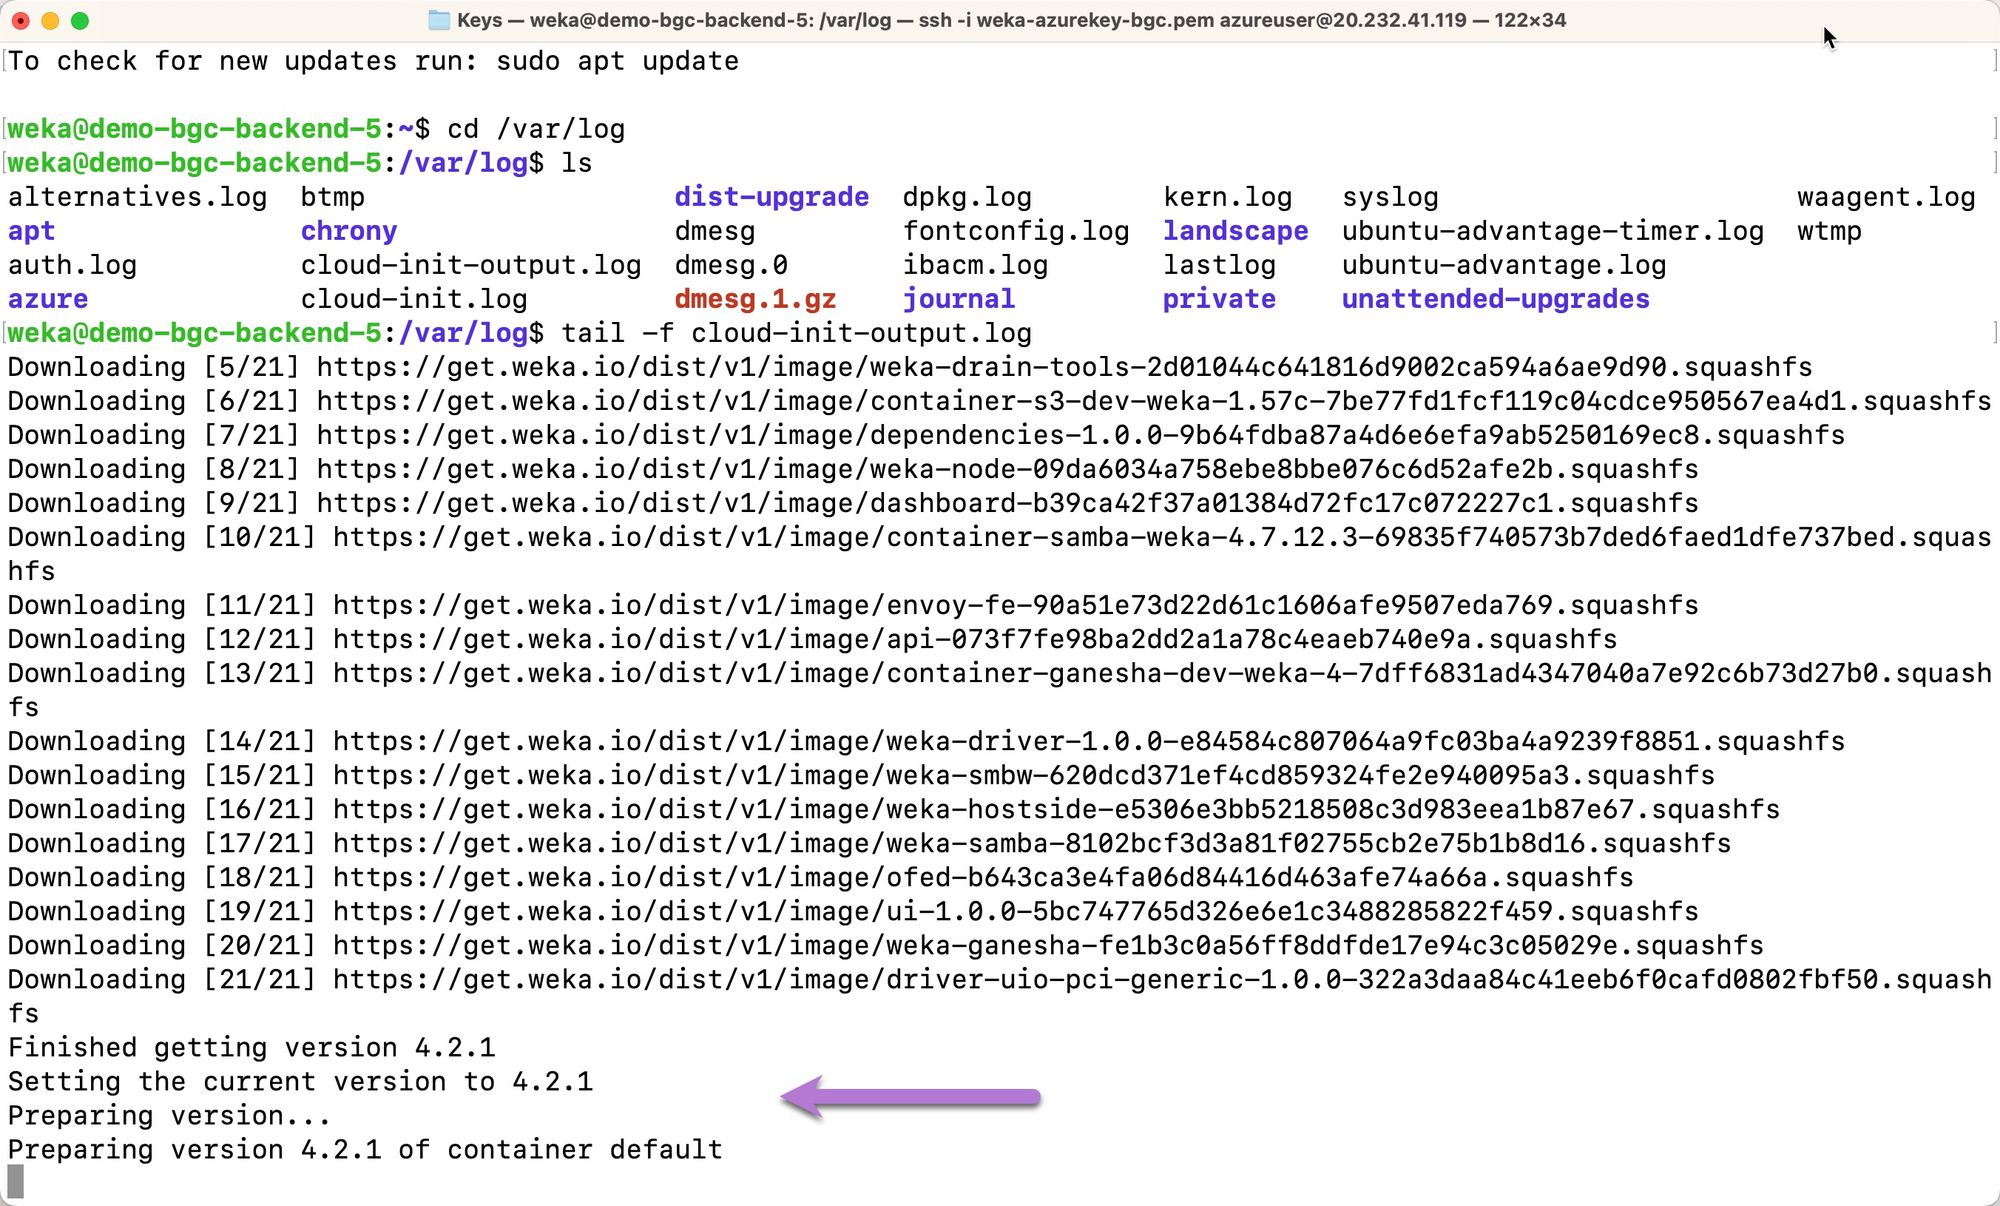 Keys — weka@demo-bgc-backend-5: /var/log — ssh -i weka-azurekey-bgc.pem azureuser@20.232.41.119 — 122×34
To check for new updates run: sudo apt update
weka@demo-bgc-backend-5:~$ cd /var/log
weka@demo-bgc-backend-5:/var/log$ ls
alternatives.log  btmp                   dist-upgrade  dpkg.log        kern.log   syslog                      waagent.log
apt               chrony                 dmesg         fontconfig.log  landscape  ubuntu-advantage-timer.log  wtmp
auth.log          cloud-init-output.log  dmesg.0       ibacm.log       lastlog    ubuntu-advantage.log
azure             cloud-init.log         dmesg.1.gz    journal         private    unattended-upgrades
weka@demo-bgc-backend-5:/var/log$ tail -f cloud-init-output.log
Downloading [5/21] https://get.weka.io/dist/v1/image/weka-drain-tools-2d01044c641816d9002ca594a6ae9d90.squashfs
Downloading [6/21] https://get.weka.io/dist/v1/image/container-s3-dev-weka-1.57c-7be77fd1fcf119c04cdce950567ea4d1.squashfs
Downloading [7/21] https://get.weka.io/dist/v1/image/dependencies-1.0.0-9b64fdba87a4d6e6efa9ab5250169ec8.squashfs
Downloading [8/21] https://get.weka.io/dist/v1/image/weka-node-09da6034a758ebe8bbe076c6d52afe2b.squashfs
Downloading [9/21] https://get.weka.io/dist/v1/image/dashboard-b39ca42f37a01384d72fc17c072227c1.squashfs
Downloading [10/21] https://get.weka.io/dist/v1/image/container-samba-weka-4.7.12.3-69835f740573b7ded6faed1dfe737bed.squas
hfs
Downloading [11/21] https://get.weka.io/dist/v1/image/envoy-fe-90a51e73d22d61c1606afe9507eda769.squashfs
Downloading [12/21] https://get.weka.io/dist/v1/image/api-073f7fe98ba2dd2a1a78c4eaeb740e9a.squashfs
Downloading [13/21] https://get.weka.io/dist/v1/image/container-ganesha-dev-weka-4-7dff6831ad4347040a7e92c6b73d27b0.squash
fs
Downloading [14/21] https://get.weka.io/dist/v1/image/weka-driver-1.0.0-e84584c807064a9fc03ba4a9239f8851.squashfs
Downloading [15/21] https://get.weka.io/dist/v1/image/weka-smbw-620dcd371ef4cd859324fe2e940095a3.squashfs
Downloading [16/21] https://get.weka.io/dist/v1/image/weka-hostside-e5306e3bb5218508c3d983eea1b87e67.squashfs
Downloading [17/21] https://get.weka.io/dist/v1/image/weka-samba-8102bcf3d3a81f02755cb2e75b1b8d16.squashfs
Downloading [18/21] https://get.weka.io/dist/v1/image/ofed-b643ca3e4fa06d84416d463afe74a66a.squashfs
Downloading [19/21] https://get.weka.io/dist/v1/image/ui-1.0.0-5bc747765d326e6e1c3488285822f459.squashfs
Downloading [20/21] https://get.weka.io/dist/v1/image/weka-ganesha-fe1b3c0a56ff8ddfde17e94c3c05029e.squashfs
Downloading [21/21] https://get.weka.io/dist/v1/image/driver-uio-pci-generic-1.0.0-322a3daa84c41eeb6f0cafd0802fbf50.squash
fs
Finished getting version 4.2.1
Setting the current version to 4.2.1
Preparing version...
Preparing version 4.2.1 of container default